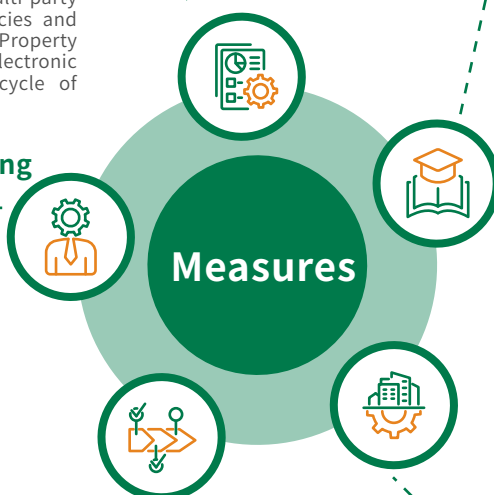 cies and
Property
lectronic
cycle of
ng
Measures